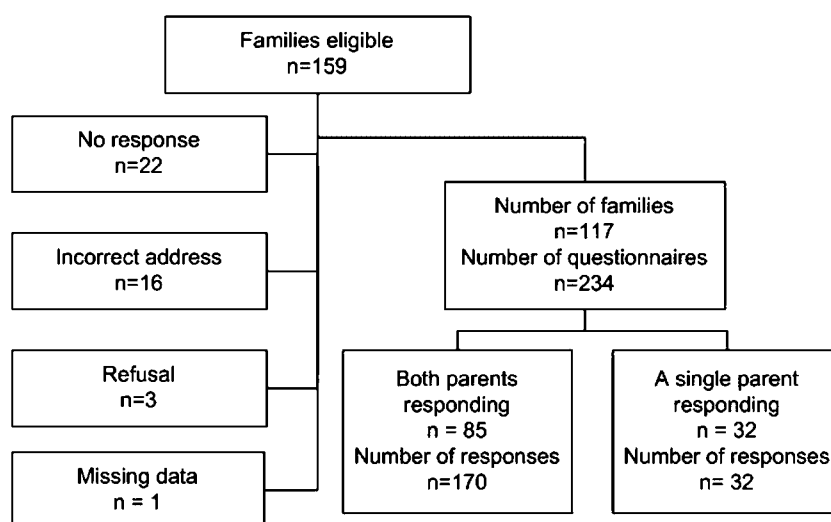 Families eligible
n=159
No response
n=22
Incorrect address
n=16
Refusal
n=3
Missing data
n = 1
Number of families
n=117
Number of questionnaires
n=234
Both parents
responding
n = 85
Number of responses
n=170
A single parent
responding
n = 32
Number of responses
n= 32